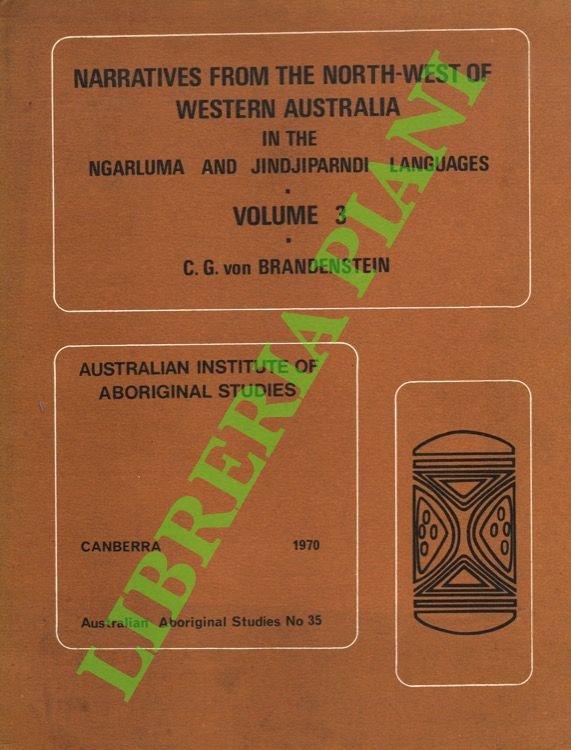 NARRATIVES FROM THE NORTH-WEST OF
WESTERN AUSTRALIA
IN THE
NGARLUMA AND JINDJIPARNDI LANGUAGES
VOLUME 3
C. G. von BRANDENSTEIN
AUSTRALIAN INSTITUTE OF
ABORIGINAL STUDIES
CANBERRA 1970
Australian Aboriginal Studies No 35
LIBRERIA PIANI